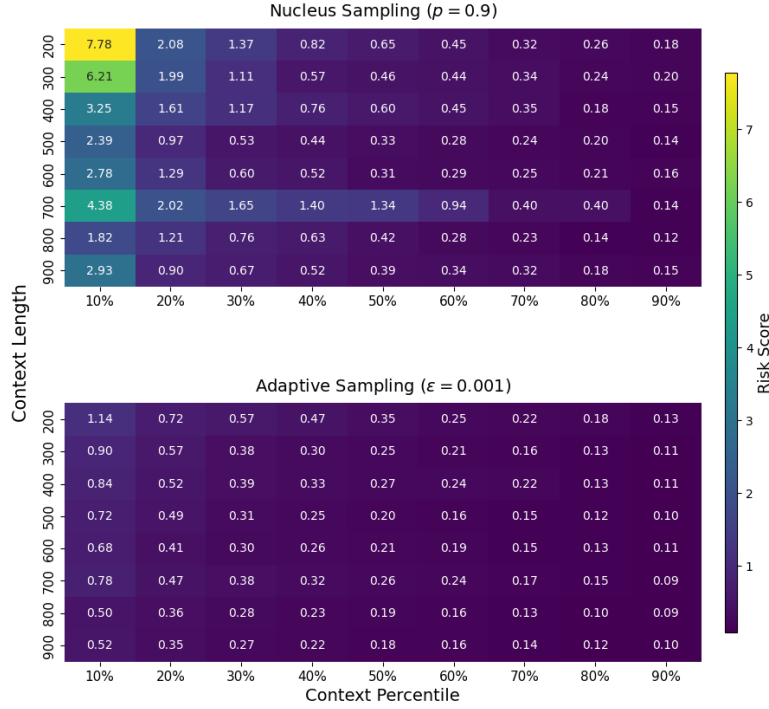 Nucleus Sampling (p = 0.9)
200 7.78 2.08 1.37 0.82 0.65 0.45 0.32 0.26 0.18
300 6.21 1.99 1.11 0.57 0.46 0.44 0.34 0.24 0.20
400 3.25 1.61 1.17 0.76 0.60 0.45 0.35 0.18 0.15
500 2.39 0.97 0.53 0.44 0.33 0.28 0.24 0.20 0.14
600 2.78 1.29 0.60 0.52 0.31 0.29 0.25 0.21 0.16
700 4.38 2.02 1.65 1.40 1.34 0.94 0.40 0.40 0.14
800 1.82 1.21 0.76 0.63 0.42 0.28 0.23 0.14 0.12
900 2.93 0.90 0.67 0.52 0.39 0.34 0.32 0.18 0.15
10% 20% 30% 40% 50% 60% 70% 80% 90%
Context Length
Adaptive Sampling (ε = 0.001)
200 1.14 0.72 0.57 0.47 0.35 0.25 0.22 0.18 0.13
300 0.90 0.57 0.38 0.30 0.25 0.21 0.16 0.13 0.11
400 0.84 0.52 0.39 0.33 0.27 0.24 0.22 0.13 0.11
500 0.72 0.49 0.31 0.25 0.20 0.16 0.15 0.12 0.10
600 0.68 0.41 0.30 0.26 0.21 0.19 0.15 0.13 0.11
700 0.78 0.47 0.38 0.32 0.26 0.24 0.17 0.15 0.09
800 0.50 0.36 0.28 0.23 0.19 0.16 0.13 0.10 0.09
900 0.52 0.35 0.27 0.22 0.18 0.16 0.14 0.12 0.10
10% 20% 30% 40% 50% 60% 70% 80% 90%
Context Percentile
7
6
5
4
3
2
1
Risk Score